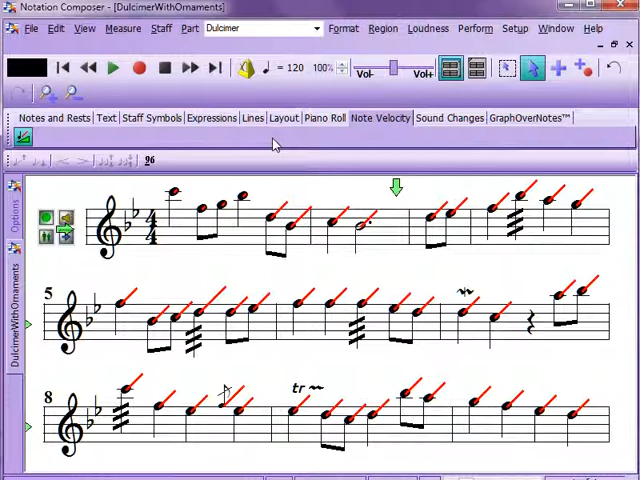 Notation Composer - [DulcimerWithOrnaments]
File Edit View Measure Staff Part Dulcimer Format Region Loudness Perform Setup Window Help
= 120 100% Vol- Vol+
Notes and Rests Text Staff Symbols Expressions Lines Layout Piano Roll Note Velocity Sound Changes GraphOverNotes™
96
Options
DulcimerWithOrnaments
4
4
5
8
tr